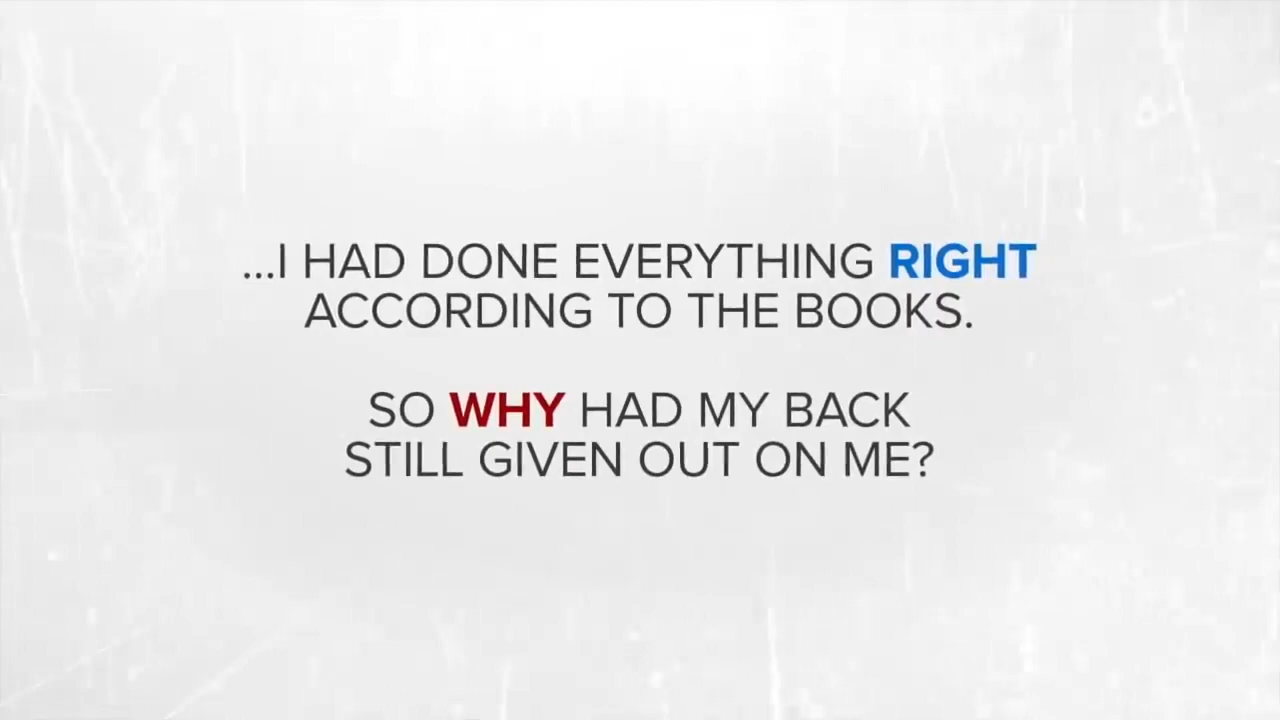 ...I HAD DONE EVERYTHING RIGHT
ACCORDING TO THE BOOKS.
SO WHY HAD MY BACK
STILL GIVEN OUT ON ME?